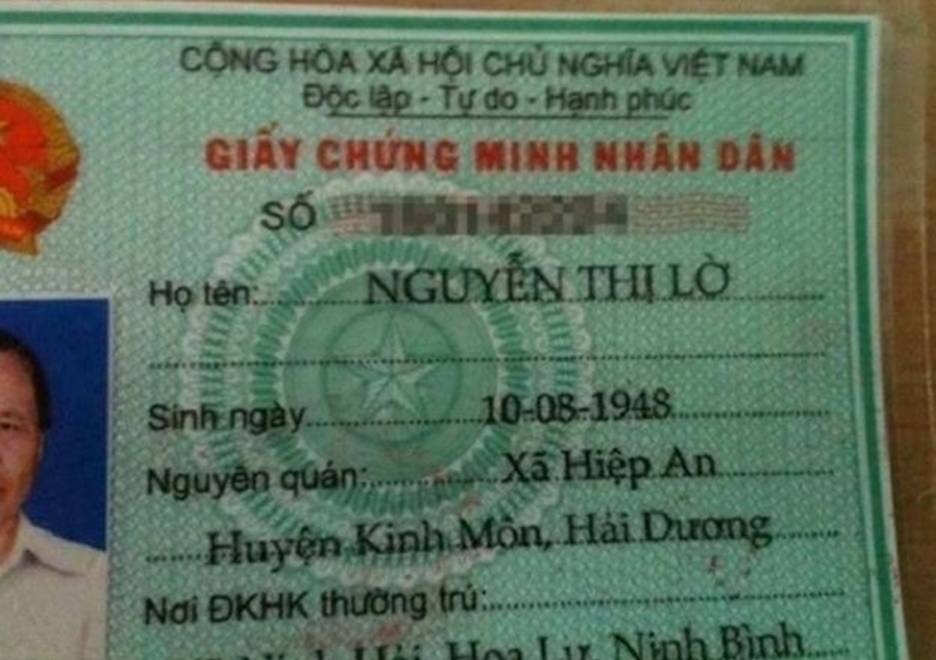 CỘNG HÒA XÃ HỘI CHỦ NGHĨA VIỆT NAM
Độc lập - Tự do - Hạnh phúc
GIẤY CHỨNG MINH NHÂN DÂN
SỐ
Họ tên: NGUYỄN THỊ LỜ
Sinh ngày 10-08-1948
Nguyên quán: Xã Hiệp An
Huyện Kinh Môn, Hải Dương
Nơi ĐKHK thường trú:
Hải, Hoa Lư, Ninh Bình